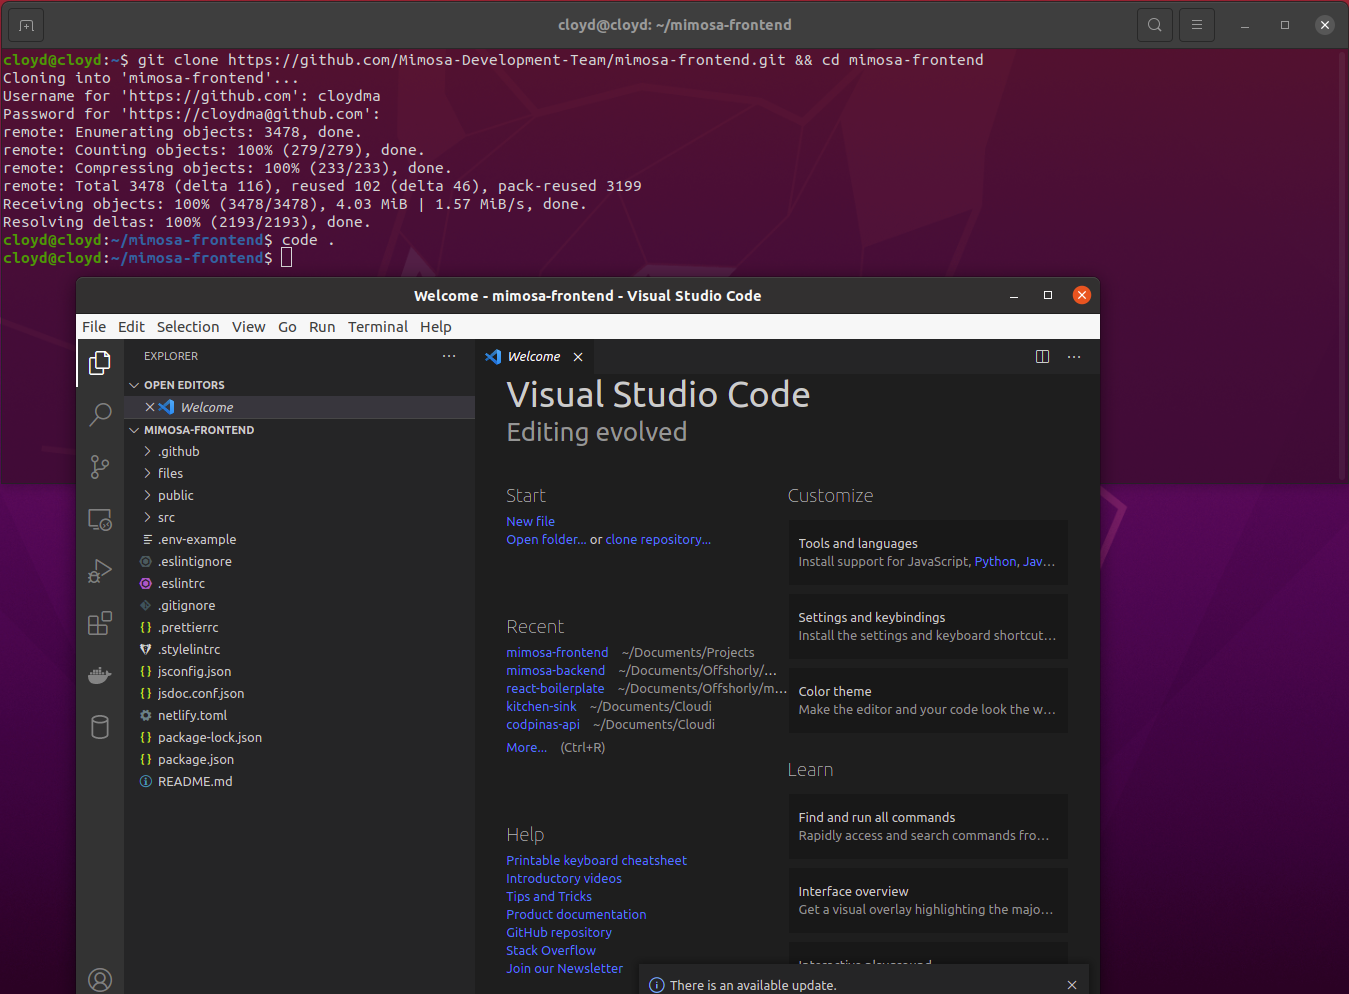 cloyd@cloyd: ~/mimosa-frontend
cloyd@cloyd:~$ git clone https://github.com/Mimosa-Development-Team/mimosa-frontend.git && cd mimosa-frontend
Cloning into 'mimosa-frontend'...
Username for 'https://github.com': cloydma
Password for 'https://cloydma@github.com':
remote: Enumerating objects: 3478, done.
remote: Counting objects: 100% (279/279), done.
remote: Compressing objects: 100% (233/233), done.
remote: Total 3478 (delta 116), reused 102 (delta 46), pack-reused 3199
Receiving objects: 100% (3478/3478), 4.03 MiB | 1.57 MiB/s, done.
Resolving deltas: 100% (2193/2193), done.
cloyd@cloyd:~/mimosa-frontend$ code .
cloyd@cloyd:~/mimosa-frontend$
Welcome - mimosa-frontend - Visual Studio Code
File Edit Selection View Go Run Terminal Help
EXPLORER
OPEN EDITORS
Welcome
MIMOSA-FRONTEND
.github
files
public
src
.env-example
.eslintignore
.eslintrc
.gitignore
.prettierrc
.stylelintrc
jsconfig.json
jsdoc.conf.json
netlify.toml
package-lock.json
package.json
README.md
Welcome
Visual Studio Code
Editing evolved
Start
New file
Open folder... or clone repository...
Recent
mimosa-frontend ~/Documents/Projects
mimosa-backend ~/Documents/Offshorly/...
react-boilerplate ~/Documents/Offshorly/m...
kitchen-sink ~/Documents/Cloudi
codpinas-api ~/Documents/Cloudi
More... (Ctrl+R)
Help
Printable keyboard cheatsheet
Introductory videos
Tips and Tricks
Product documentation
GitHub repository
Stack Overflow
Join our Newsletter
Customize
Tools and languages
Install support for JavaScript, Python, Jav...
Settings and keybindings
Install the settings and keyboard shortcut...
Color theme
Make the editor and your code look the w...
Learn
Find and run all commands
Rapidly access and search commands fro...
Interface overview
Get a visual overlay highlighting the majo...
Interactive playground
There is an available update.